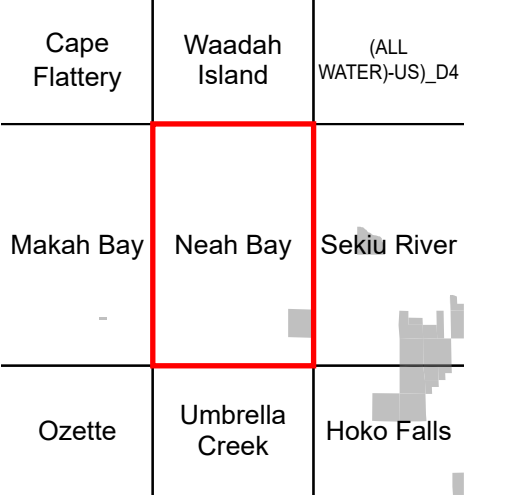 Cape
Flattery
Waadah
Island
(ALL
WATER)-US)_D4
Makah Bay
Neah Bay
Sekiu River
Ozette
Umbrella
Creek
Hoko Falls